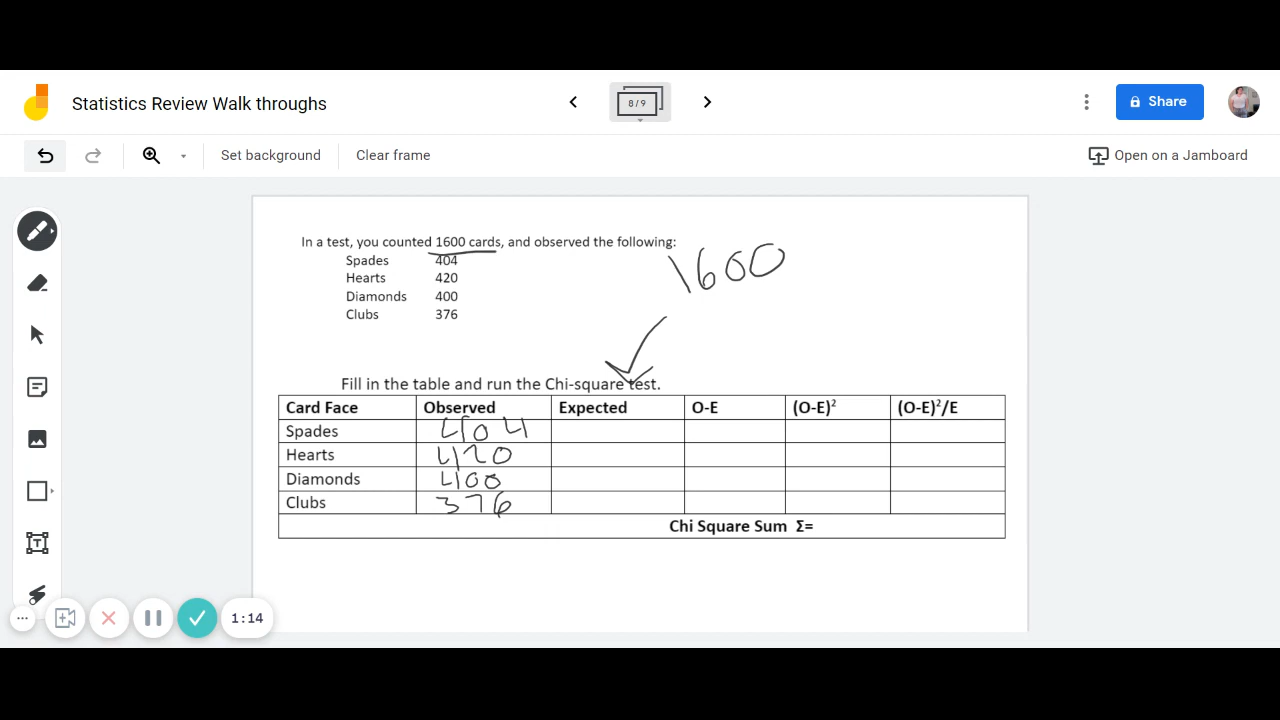 Statistics Review Walk throughs
8/9
Share
Set background
Clear frame
Open on a Jamboard
In a test, you counted 1600 cards, and observed the following:
Spades 404
Hearts 420
Diamonds 400
Clubs 376
1600
Fill in the table and run the Chi-square test.
Card Face Observed Expected O-E (O-E)² (O-E)²/E
Spades 404
Hearts 420
Diamonds 400
Clubs 376
Chi Square Sum Σ=
1:14